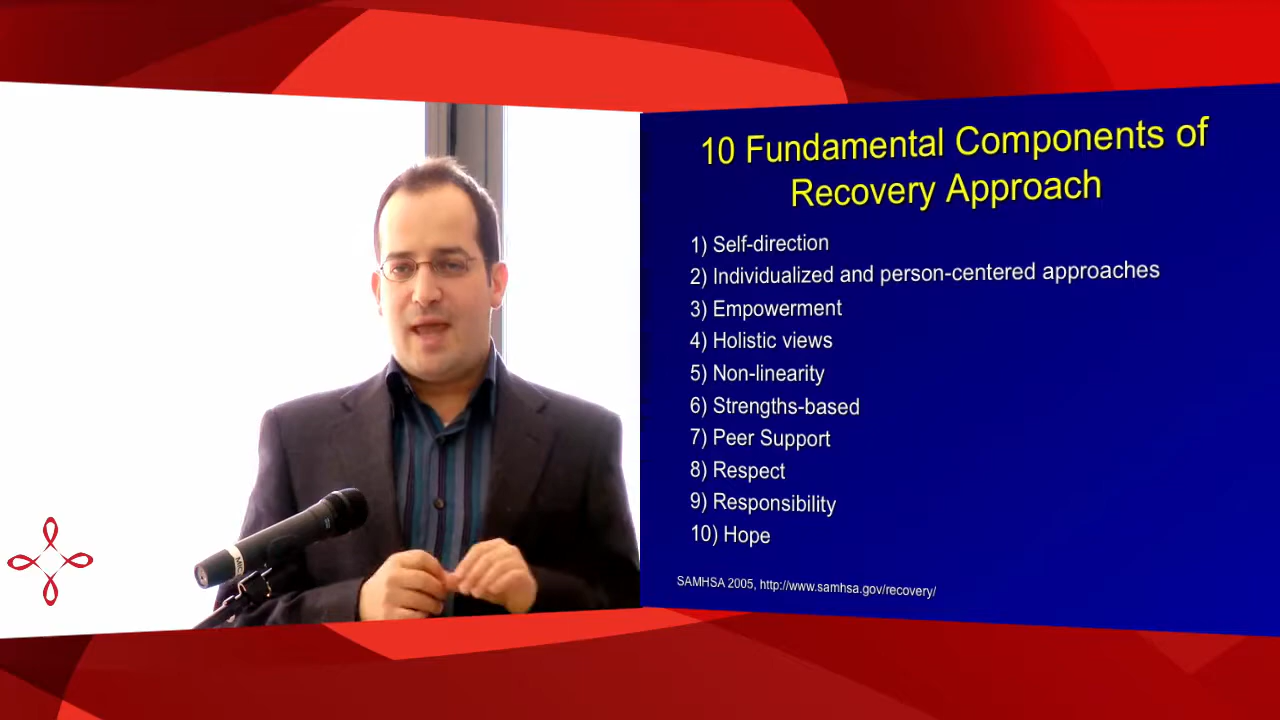 10 Fundamental Components of
Recovery Approach
1) Self-direction
2) Individualized and person-centered approaches
3) Empowerment
4) Holistic views
5) Non-linearity
6) Strengths-based
7) Peer Support
8) Respect
9) Responsibility
10) Hope
SAMHSA 2005, http://www.samhsa.gov/recovery/